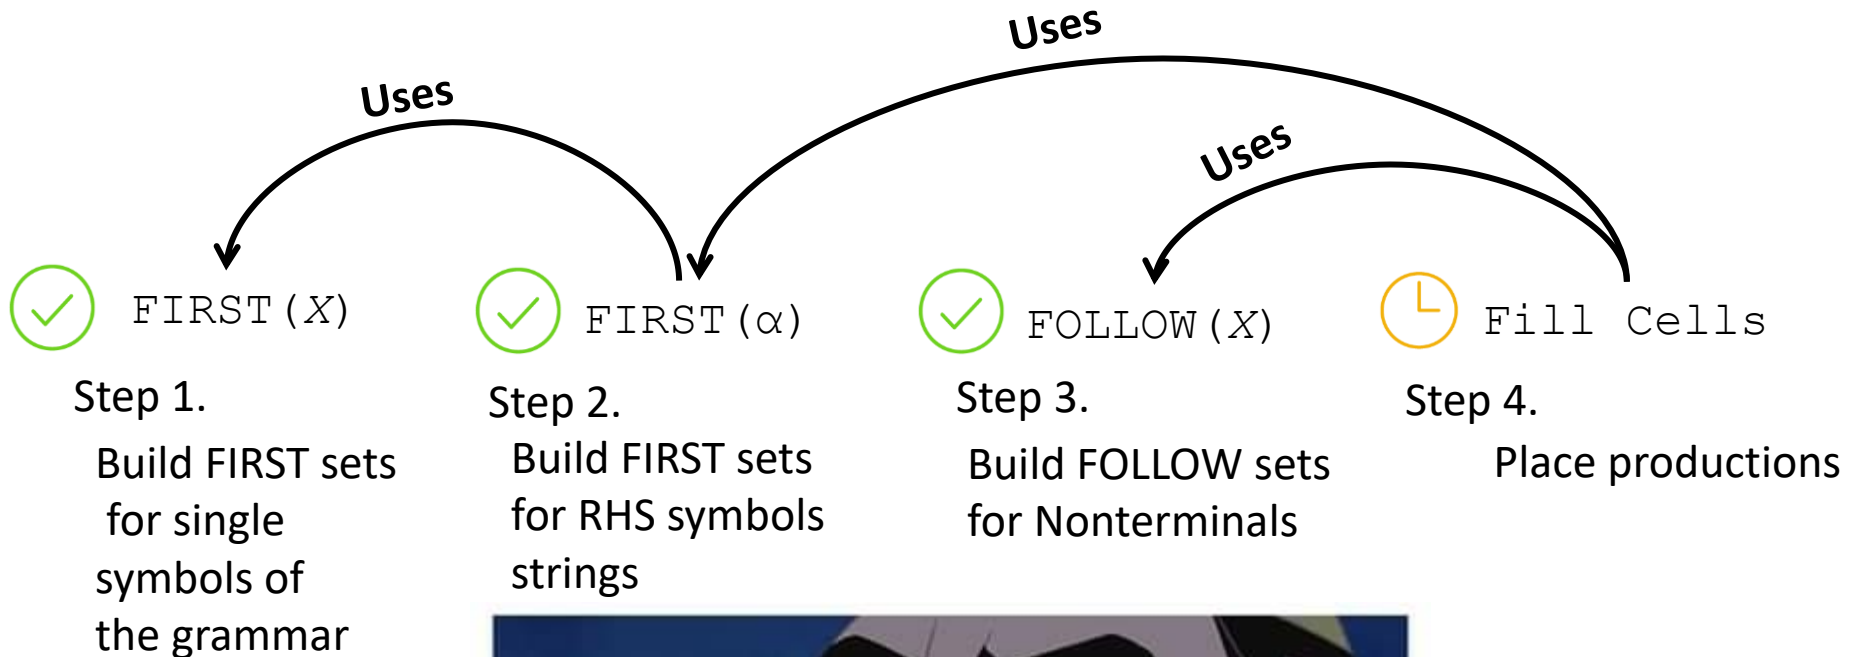 Uses
Uses
Uses
FIRST(X)
FIRST(α)
FOLLOW(X)
Fill Cells
Step 1.
Build FIRST sets
for single
symbols of
the grammar
Step 2.
Build FIRST sets
for RHS symbols
strings
Step 3.
Build FOLLOW sets
for Nonterminals
Step 4.
Place productions